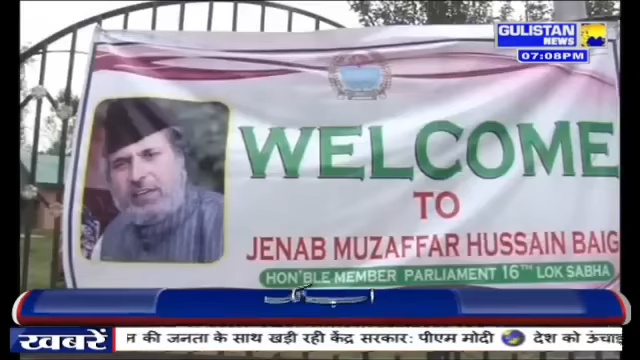 GULISTAN
NEWS
07:08PM
WELCOME
TO
JENAB MUZAFFAR HUSSAIN BAIG
HON'BLE MEMBER PARLIAMENT 16TH LOK SABHA
खबरें
न की जनता के साथ खड़ी रही केंद्र सरकार: पीएम मोदी देश को ऊंचाइ